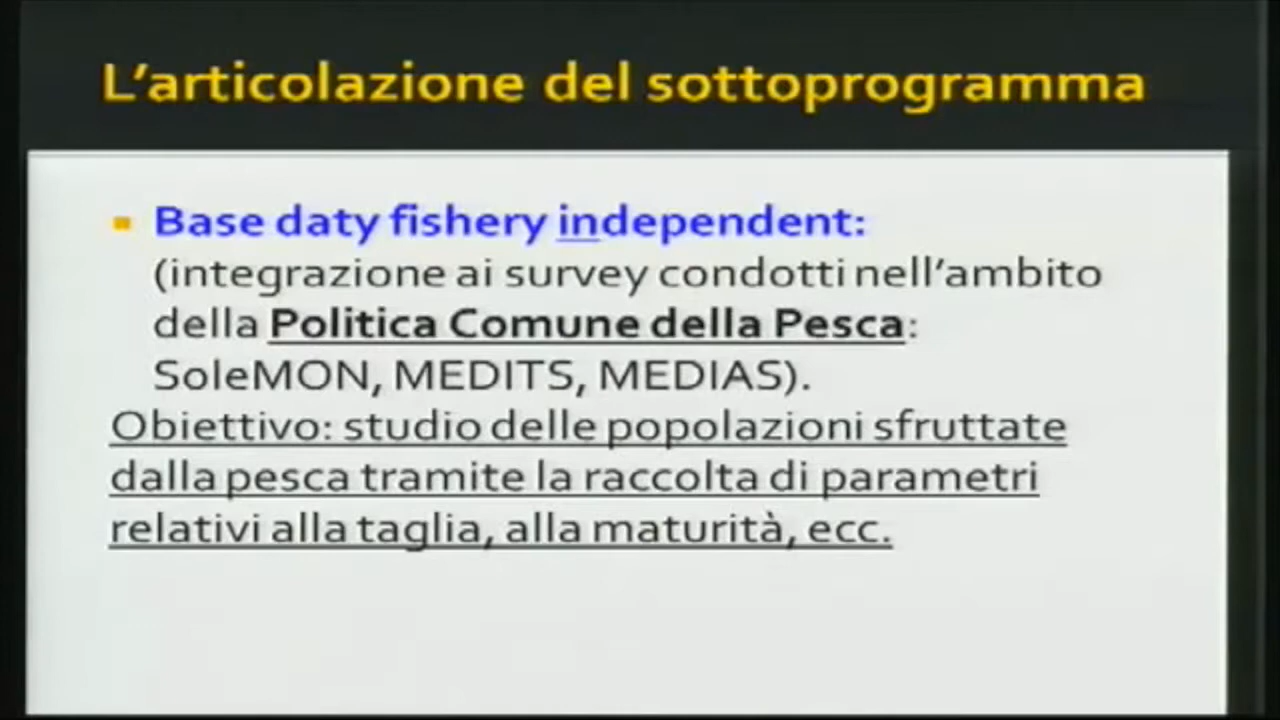 L'articolazione del sottoprogramma
Base daty fishery independent:
(integrazione ai survey condotti nell'ambito
della Politica Comune della Pesca:
SoleMON, MEDITS, MEDIAS).
Obiettivo: studio delle popolazioni sfruttate
dalla pesca tramite la raccolta di parametri
relativi alla taglia, alla maturità, ecc.